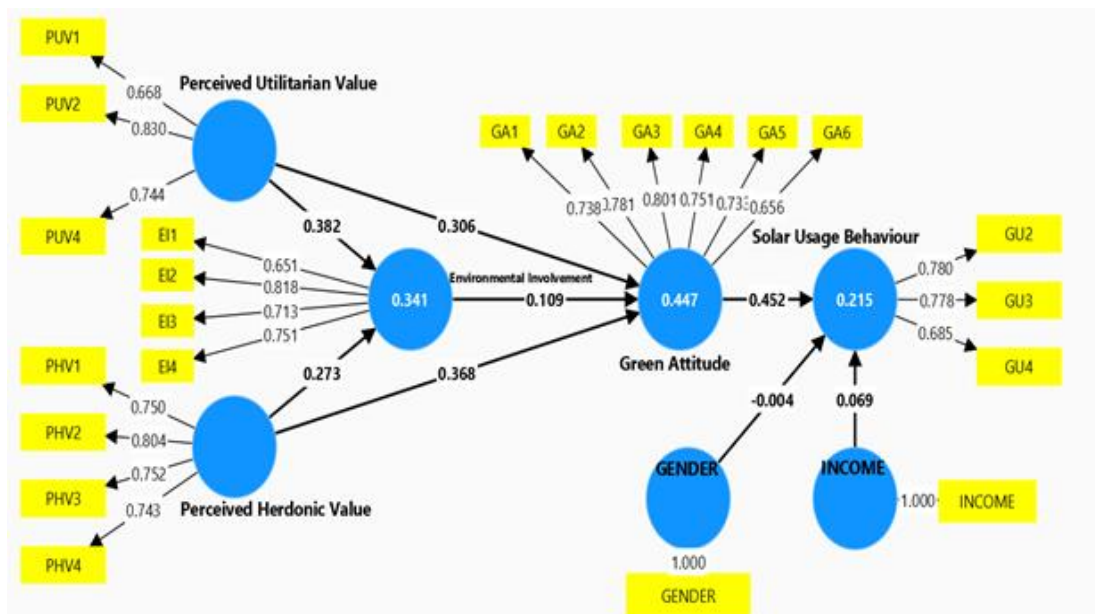 PUV1
0.668
Perceived Utilitarian Value
PUV2
0.830
0.744
PUV4
GA1
GA2
GA3
GA4
GA5
GA6
0.738
0.781
0.801
0.751
0.733
0.656
0.382
0.306
EI1
0.651
EI2
0.818
EI3
0.713
EI4
0.751
0.341
Environmental Involvement
0.109
0.447
Green Attitude
0.452
Solar Usage Behaviour
0.215
0.780
GU2
0.778
GU3
0.685
GU4
PHV1
0.750
PHV2
0.804
PHV3
0.752
0.743
PHV4
0.273
0.368
Perceived Herdonic Value
-0.004
0.069
GENDER
INCOME
1.000
INCOME
1.000
GENDER